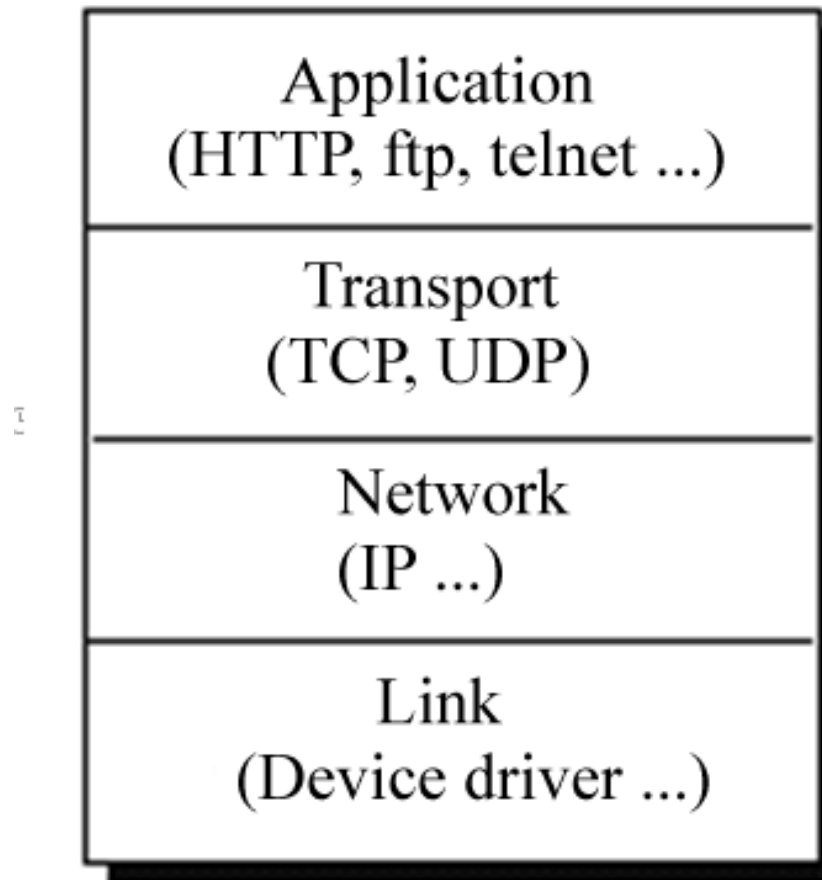 Application
(HTTP, ftp, telnet ...)
Transport
(TCP, UDP)
Network
(IP ...)
Link
(Device driver ...)